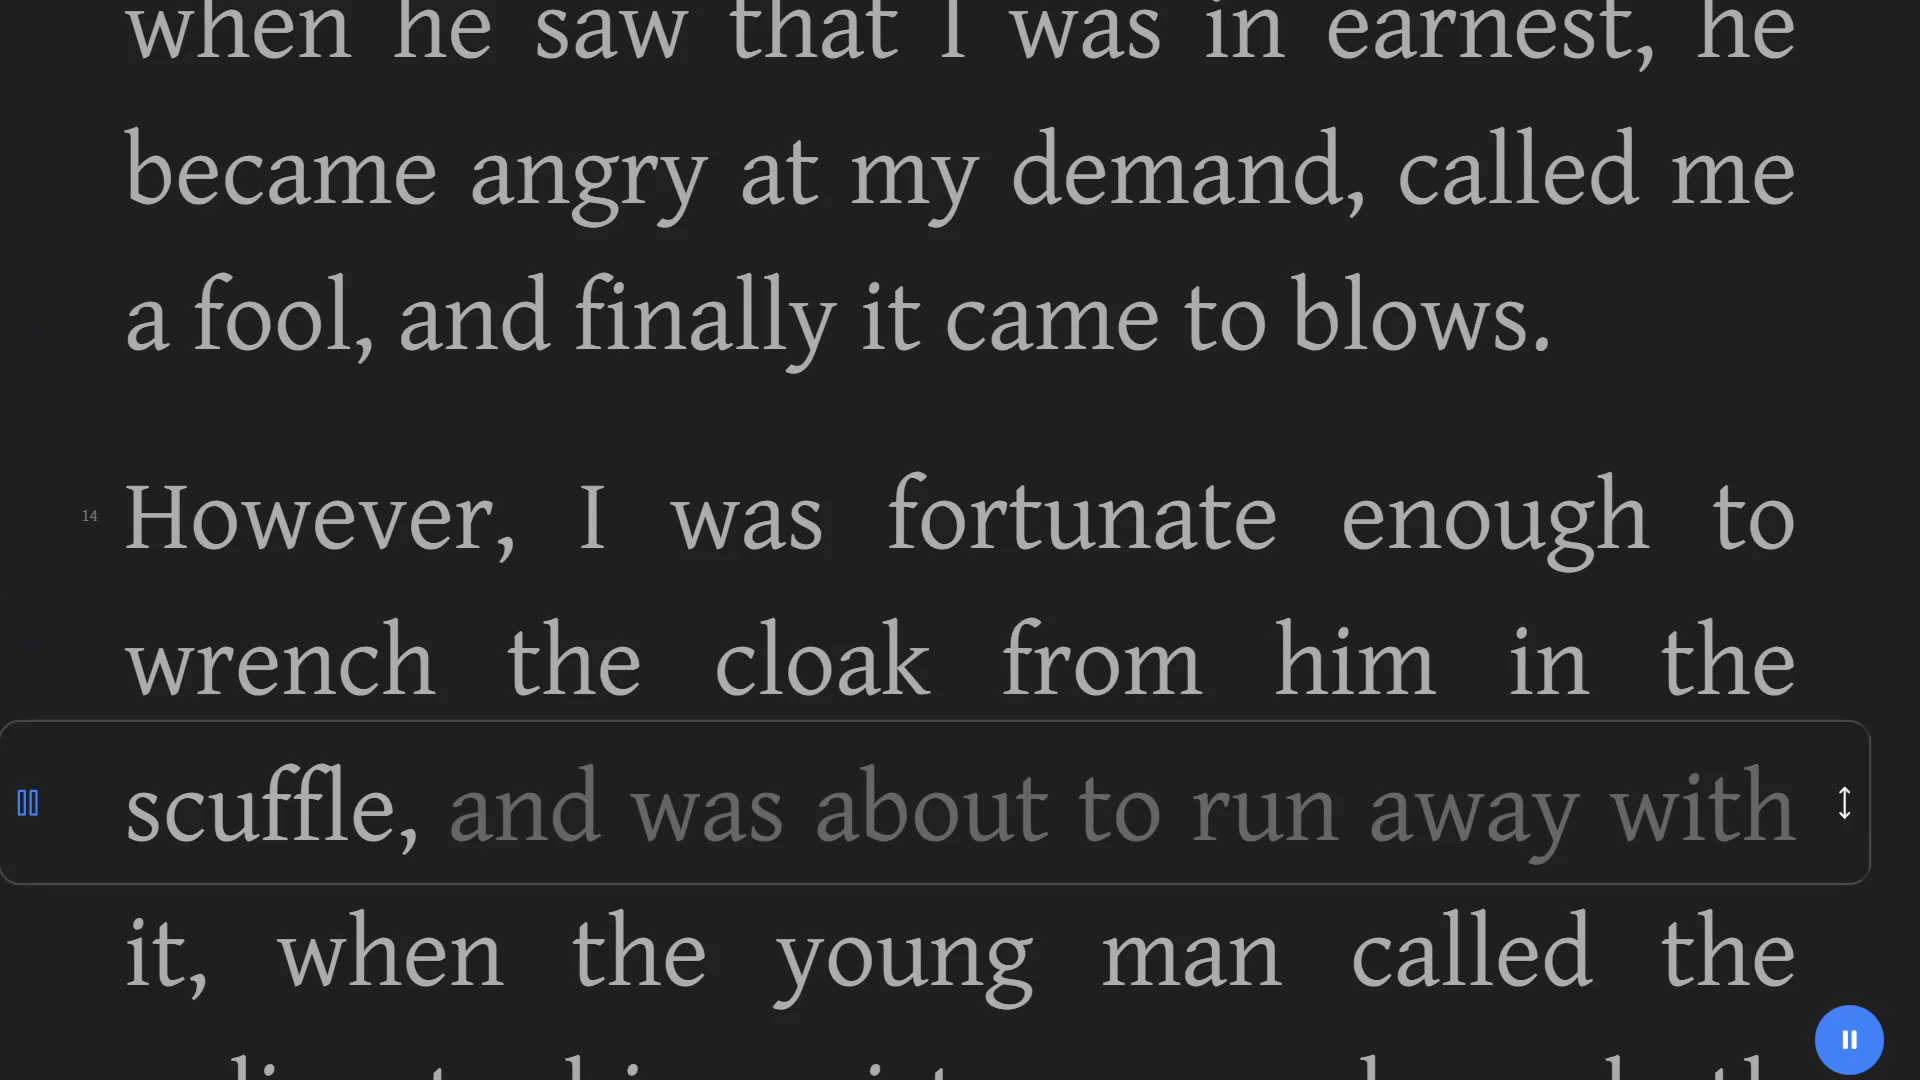 when he saw that I was in earnest, he
became angry at my demand, called me
a fool, and finally it came to blows.
14 However, I was fortunate enough to
wrench the cloak from him in the
scuffle, and was about to run away with
it, when the young man called the